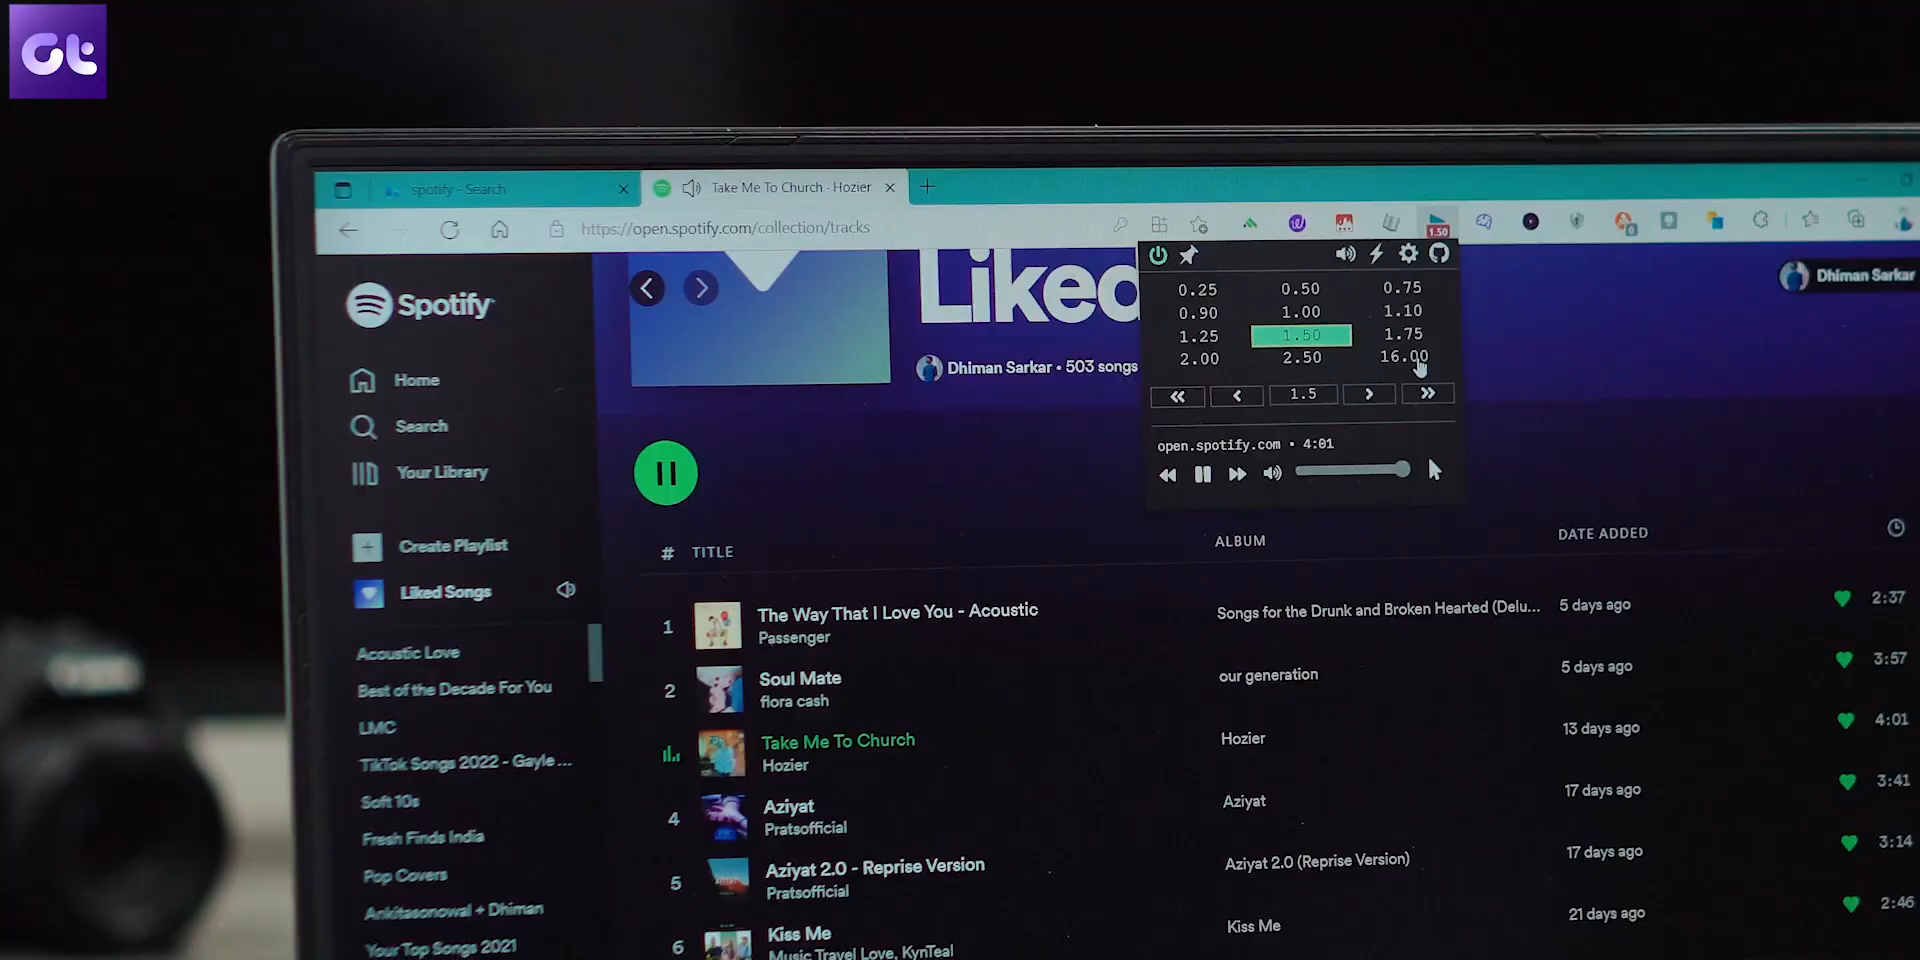 Gt
spotify - Search
Take Me To Church · Hozier
https://open.spotify.com/collection/tracks
1.50
0
Spotify
Home
Search
Your Library
Create Playlist
Liked Songs
Acoustic Love
Best of the Decade For You
LMC
TikTok Songs 2022 - Gayle ...
Soft 10s
Fresh Finds India
Pop Covers
Ankitasonowal + Dhiman
Your Top Songs 2021
Liked
Dhiman Sarkar • 503 songs
Dhiman Sarkar
0.25 0.50 0.75
0.90 1.00 1.10
1.25 1.50 1.75
2.00 2.50 16.00
1.5
open.spotify.com • 4:01
# TITLE ALBUM DATE ADDED
1 The Way That I Love You - Acoustic Songs for the Drunk and Broken Hearted (Delu... 5 days ago 2:37
Passenger
2 Soul Mate our generation 5 days ago 3:57
flora cash
Take Me To Church Hozier 13 days ago 4:01
Hozier
4 Aziyat Aziyat 17 days ago 3:41
Pratsofficial
5 Aziyat 2.0 - Reprise Version Aziyat 2.0 (Reprise Version) 17 days ago 3:14
Pratsofficial
6 Kiss Me Kiss Me 21 days ago 2:46
Music Travel Love, KynTeal